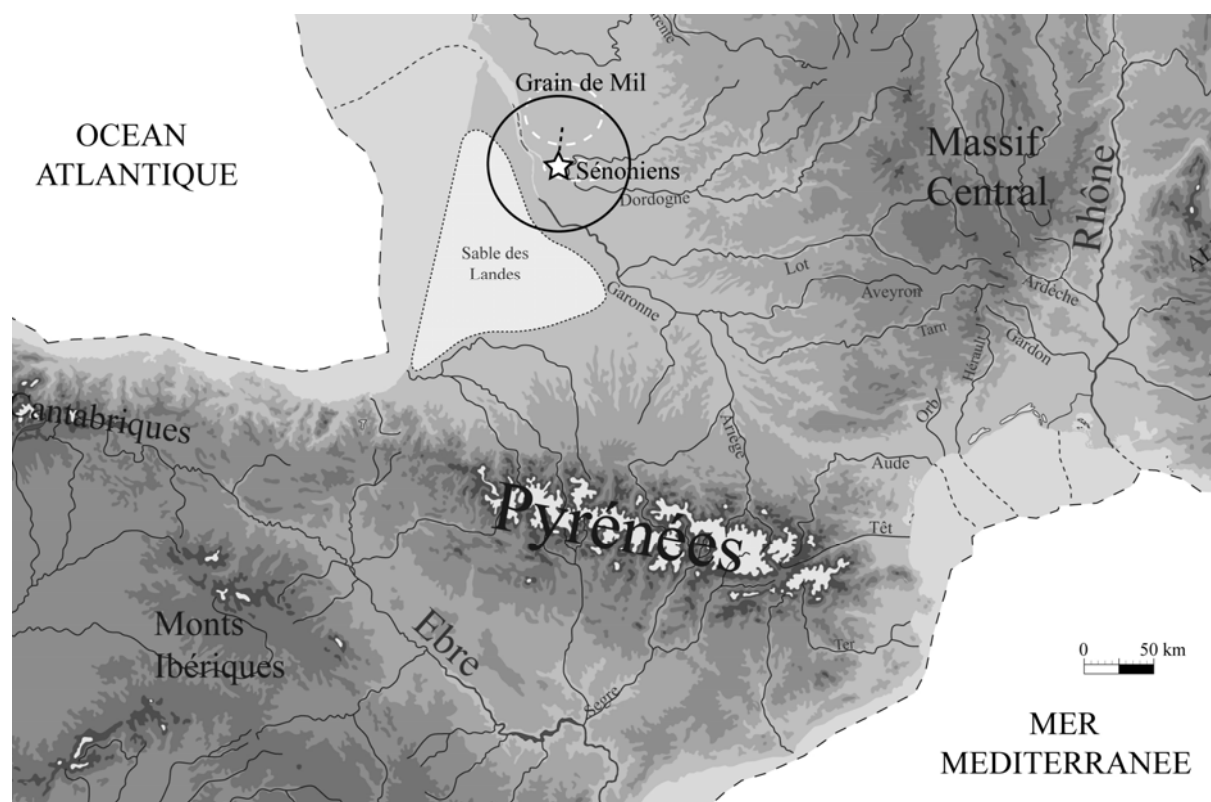 Grain de Mil
OCEAN
ATLANTIQUE
Massif
Central
Rhône
Sénoniens
Dordogne
Sable des
Landes
Lot
Garonne
Aveyron
Ardèche
Tarn
Hérault
Gardon
Cantabriques
Orb
Ariège
Aude
Pyrénées
Têt
Monts
Ibériques
Ebre
Ter
Segre
0 50 km
MER
MEDITERRANEE